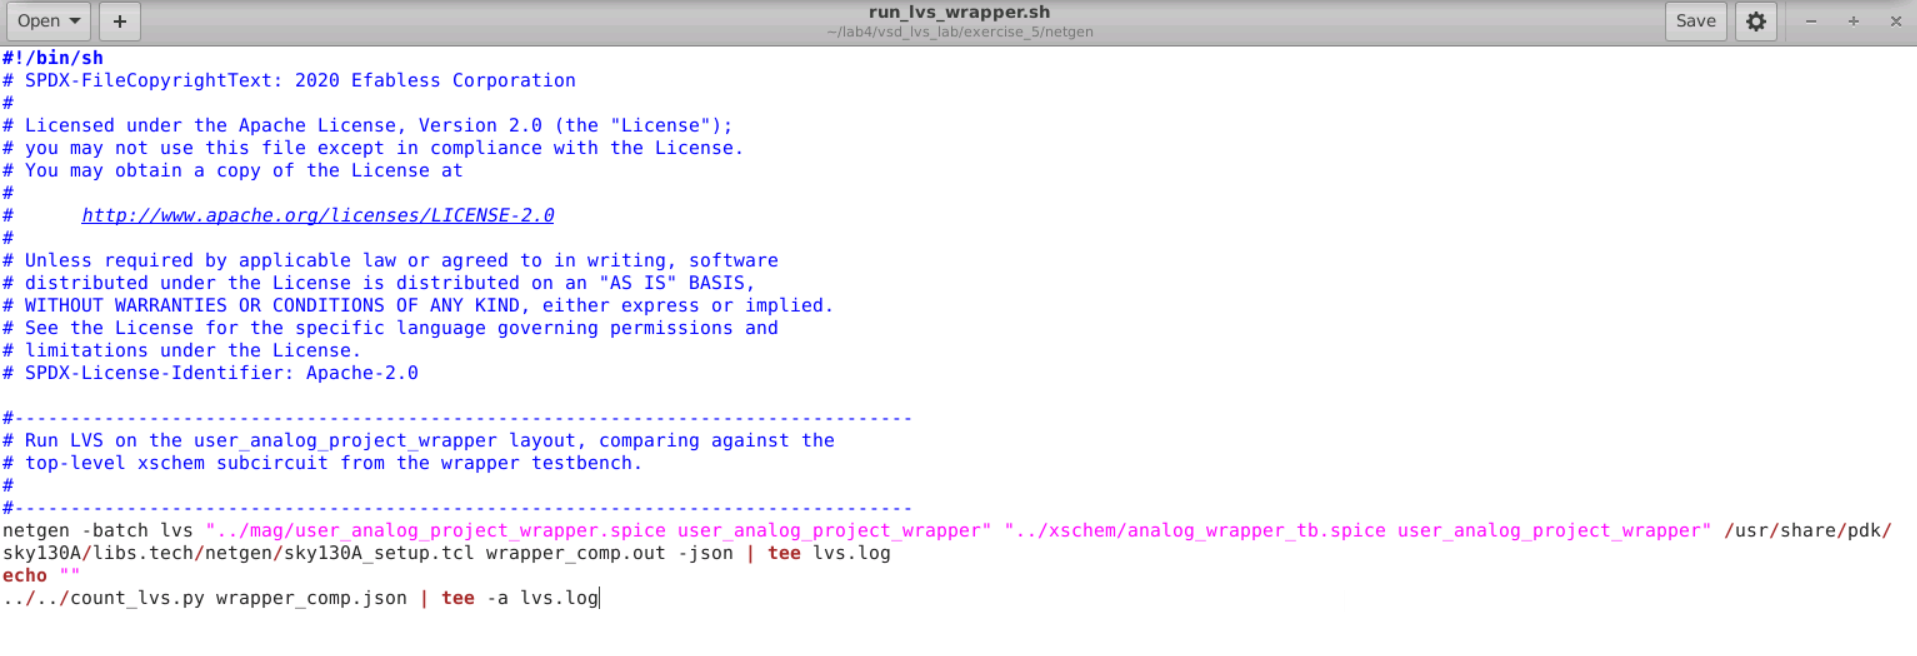 Open
+
run_lvs_wrapper.sh
~/lab4/vsd_lvs_lab/exercise_5/netgen
Save
#!/bin/sh
# SPDX-FileCopyrightText: 2020 Efabless Corporation
#
# Licensed under the Apache License, Version 2.0 (the "License");
# you may not use this file except in compliance with the License.
# You may obtain a copy of the License at
#
#      http://www.apache.org/licenses/LICENSE-2.0
#
# Unless required by applicable law or agreed to in writing, software
# distributed under the License is distributed on an "AS IS" BASIS,
# WITHOUT WARRANTIES OR CONDITIONS OF ANY KIND, either express or implied.
# See the License for the specific language governing permissions and
# limitations under the License.
# SPDX-License-Identifier: Apache-2.0
#--------------------------------------------------------------------------------
# Run LVS on the user_analog_project_wrapper layout, comparing against the
# top-level xschem subcircuit from the wrapper testbench.
#
#--------------------------------------------------------------------------------
netgen -batch lvs "../mag/user_analog_project_wrapper.spice user_analog_project_wrapper" "../xschem/analog_wrapper_tb.spice user_analog_project_wrapper" /usr/share/pdk/
sky130A/libs.tech/netgen/sky130A_setup.tcl wrapper_comp.out -json | tee lvs.log
echo ""
../../count_lvs.py wrapper_comp.json | tee -a lvs.log